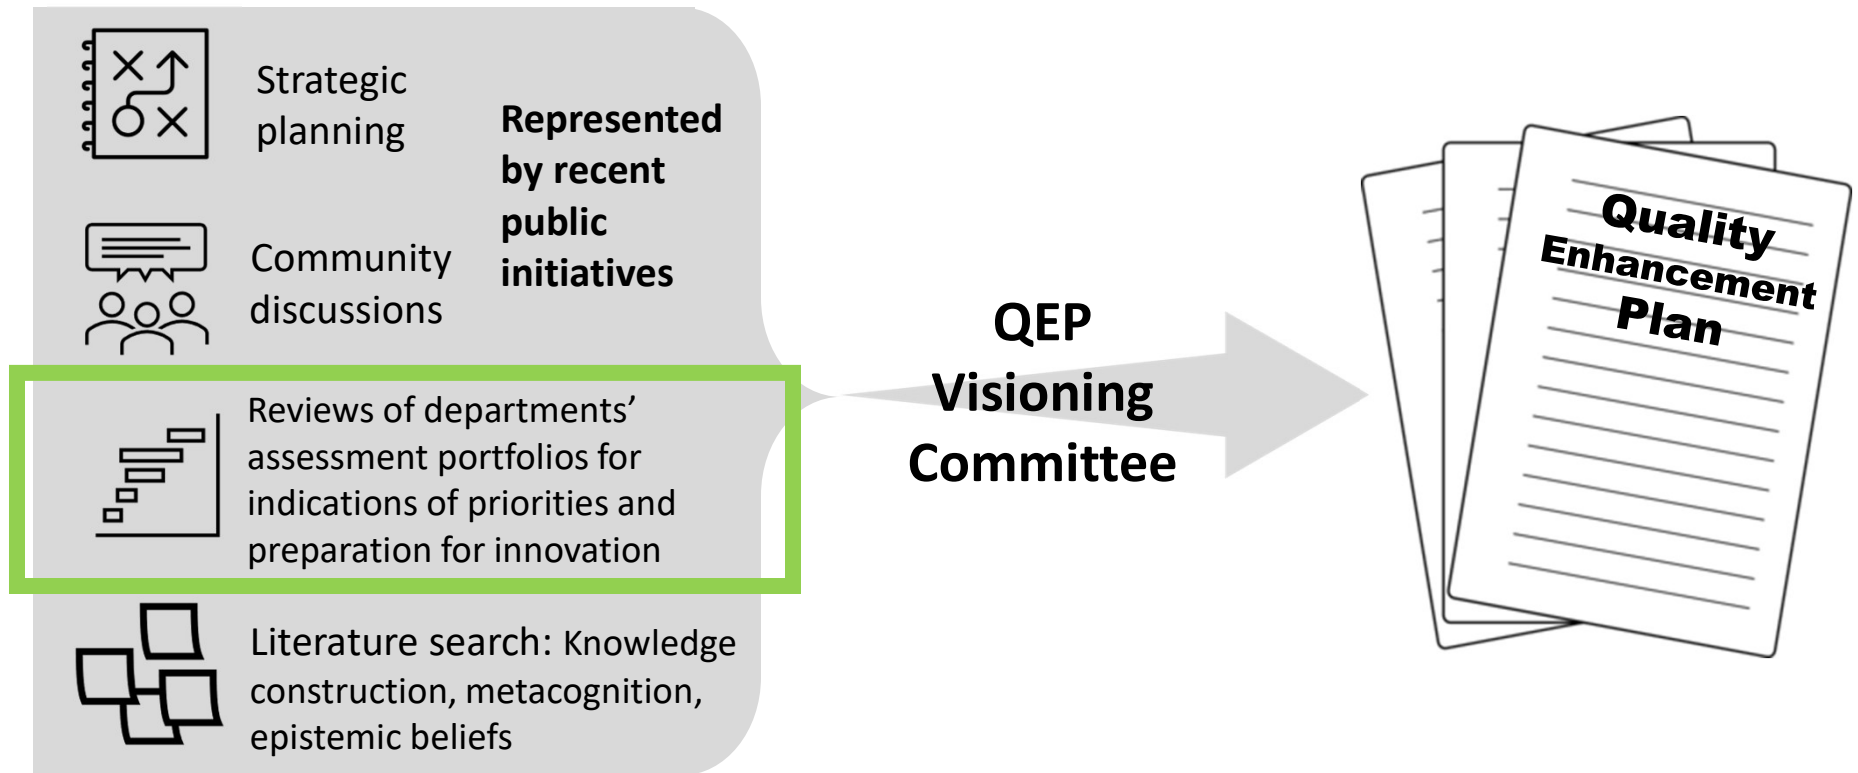 Strategic
planning
Represented
by recent
public
initiatives
Community
discussions
Reviews of departments’
assessment portfolios for
indications of priorities and
preparation for innovation
Literature search: Knowledge
construction, metacognition,
epistemic beliefs
QEP
Visioning
Committee
Quality
Enhancement
Plan